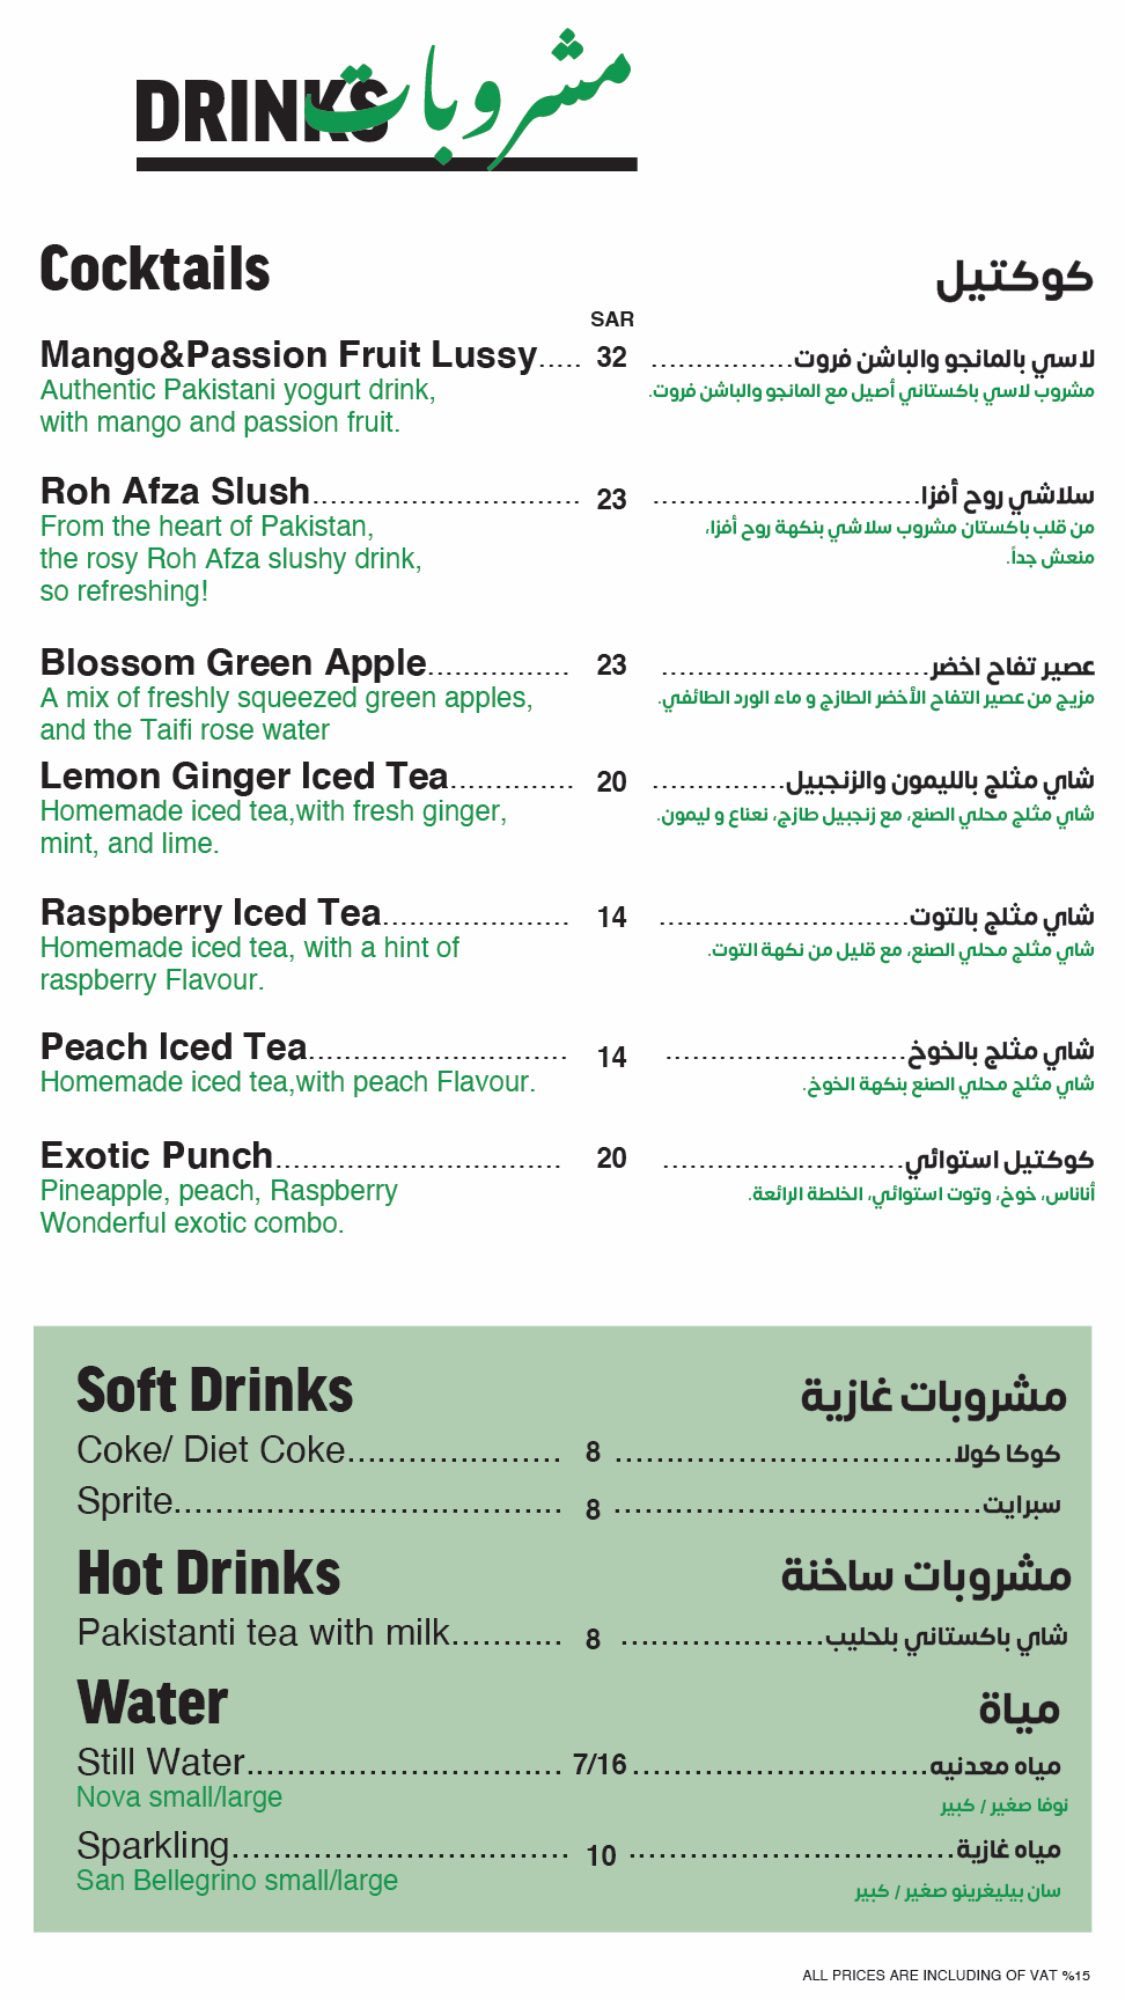 DRINKS مشروبات
Cocktails كوكتيل
SAR
Mango&Passion Fruit Lussy..... 32 ................لاسي بالمانجو والباشن فروت
Authentic Pakistani yogurt drink, مشروب لاسي باكستاني أصيل مع المانجو والباشن فروت.
with mango and passion fruit.
Roh Afza Slush.............................. 23 ..............................سلاشي روح أفزا
From the heart of Pakistan, من قلب باكستان مشروب سلاشي بنكهة روح أفزا،
the rosy Roh Afza slushy drink, منعش جداً.
so refreshing!
Blossom Green Apple................ 23 ..............................عصير تفاح اخضر
A mix of freshly squeezed green apples, مزيج من عصير التفاح الأخضر الطازج و ماء الورد الطائفي.
and the Taifi rose water
Lemon Ginger Iced Tea.............. 20 ...............شاي مثلج بالليمون والزنجبيل
Homemade iced tea,with fresh ginger, شاي مثلج محلي الصنع، مع زنجبيل طازج، نعناع و ليمون.
mint, and lime.
Raspberry Iced Tea..................... 14 ............................شاي مثلج بالتوت
Homemade iced tea, with a hint of شاي مثلج محلي الصنع، مع قليل من نكهة التوت.
raspberry Flavour.
Peach Iced Tea............................. 14 ...........................شاي مثلج بالخوخ
Homemade iced tea,with peach Flavour. شاي مثلج محلي الصنع بنكهة الخوخ.
Exotic Punch................................ 20 ...........................كوكتيل استوائي
Pineapple, peach, Raspberry أناناس، خوخ، وتوت استوائي، الخلطة الرائعة.
Wonderful exotic combo.
Soft Drinks مشروبات غازية
Coke/ Diet Coke..................... 8 .................................كوكا كولا
Sprite...................................... 8 ....................................سبرايت
Hot Drinks مشروبات ساخنة
Pakistanti tea with milk........... 8 ....................شاي باكستاني بلحليب
Water مياة
Still Water............................... 7/16 .............................مياه معدنيه
Nova small/large نوفا صغير / كبير
Sparkling................................. 10 ................................مياه غازية
San Bellegrino small/large سان بيليغرينو صغير / كبير
ALL PRICES ARE INCLUDING OF VAT %15